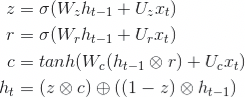 z = σ(W_z h_{t−1} + U_z x_t)
r = σ(W_r h_{t−1} + U_r x_t)
c = tanh(W_c(h_{t−1} ⊗ r) + U_c x_t)
h_t = (z ⊗ c) ⊕ ((1 − z) ⊗ h_{t−1})